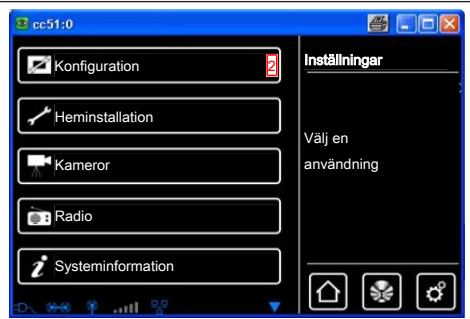 cc51:0
Konfiguration 2
Inställningar
Heminstallation
Välj en
användning
Kameror
Radio
Systeminformation